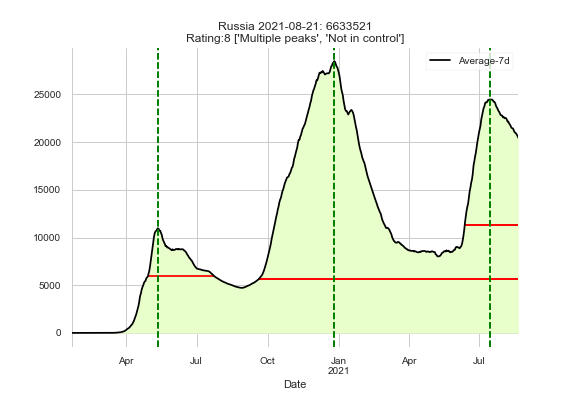 Russia 2021-08-21: 6633521
Rating:8 ['Multiple peaks', 'Not in control']
Average-7d
25000
20000
15000
10000
5000
0
Apr Jul Oct Jan Apr Jul
2021
Date